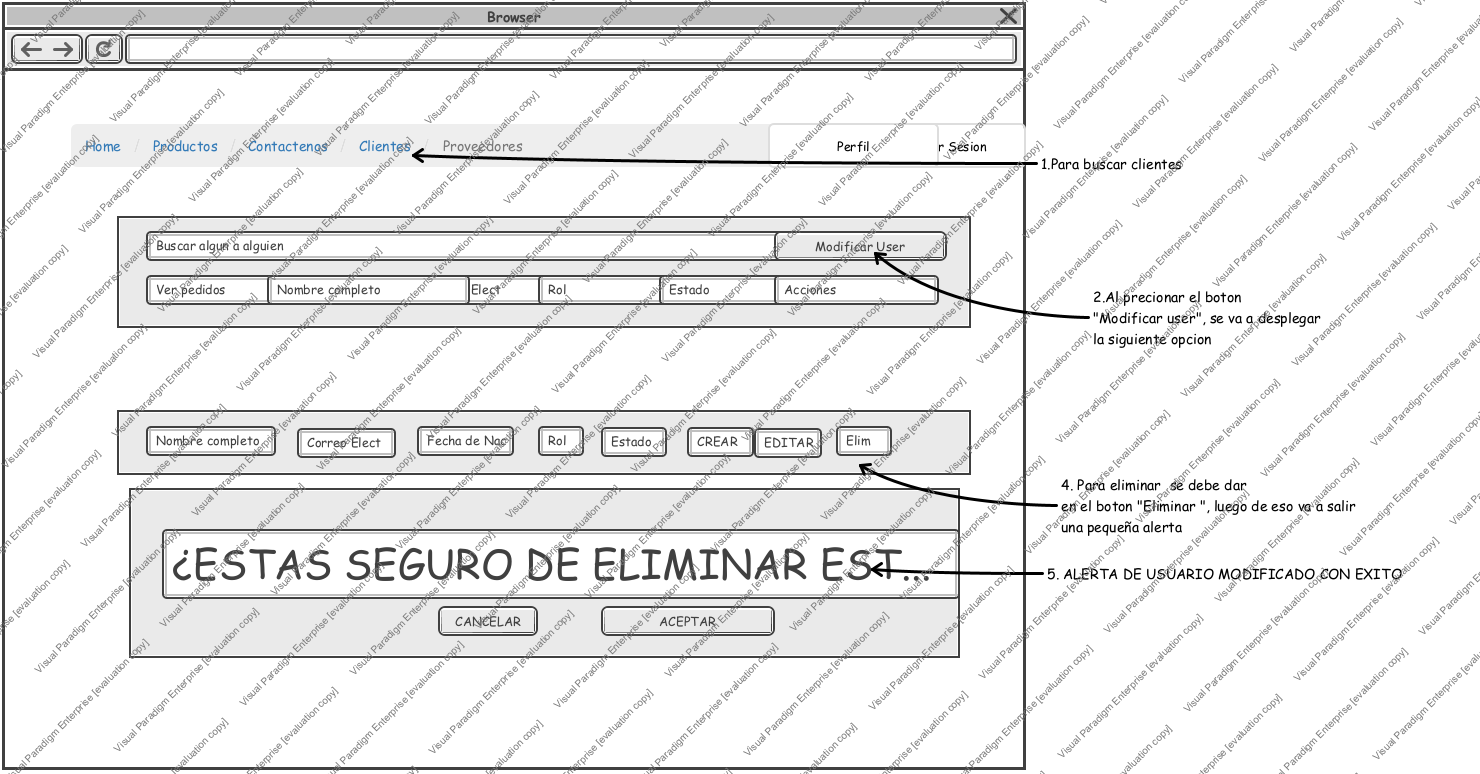 Browser
Home / Productos / Contactenos / Clientes / Proveedores
Perfil
r Sesion
1.Para buscar clientes
Buscar algun a alguien
Modificar User
Ver pedidos
Nombre completo
Elect
Rol
Estado
Acciones
2.Al precionar el boton
"Modificar user", se va a desplegar
la siguiente opcion
Nombre completo
Correo Elect
Fecha de Nac
Rol
Estado
CREAR
EDITAR
Elim
4. Para eliminar ,se debe dar
en el boton "Eliminar ", luego de eso va a salir
una pequeña alerta
¿ESTAS SEGURO DE ELIMINAR EST...
5. ALERTA DE USUARIO MODIFICADO CON EXITO
CANCELAR
ACEPTAR
Visual Paradigm Enterprise [evaluation copy]